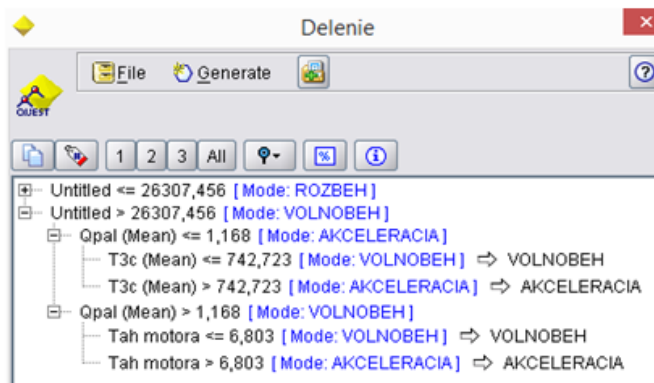 Delenie
File Generate
QUEST
1 2 3 All %
Untitled <= 26307,456 [Mode: ROZBEH]
Untitled > 26307,456 [Mode: VOLNOBEH]
Qpal (Mean) <= 1,168 [Mode: AKCELERACIA]
T3c (Mean) <= 742,723 [Mode: VOLNOBEH] ⇨ VOLNOBEH
T3c (Mean) > 742,723 [Mode: AKCELERACIA] ⇨ AKCELERACIA
Qpal (Mean) > 1,168 [Mode: VOLNOBEH]
Tah motora <= 6,803 [Mode: VOLNOBEH] ⇨ VOLNOBEH
Tah motora > 6,803 [Mode: AKCELERACIA] ⇨ AKCELERACIA